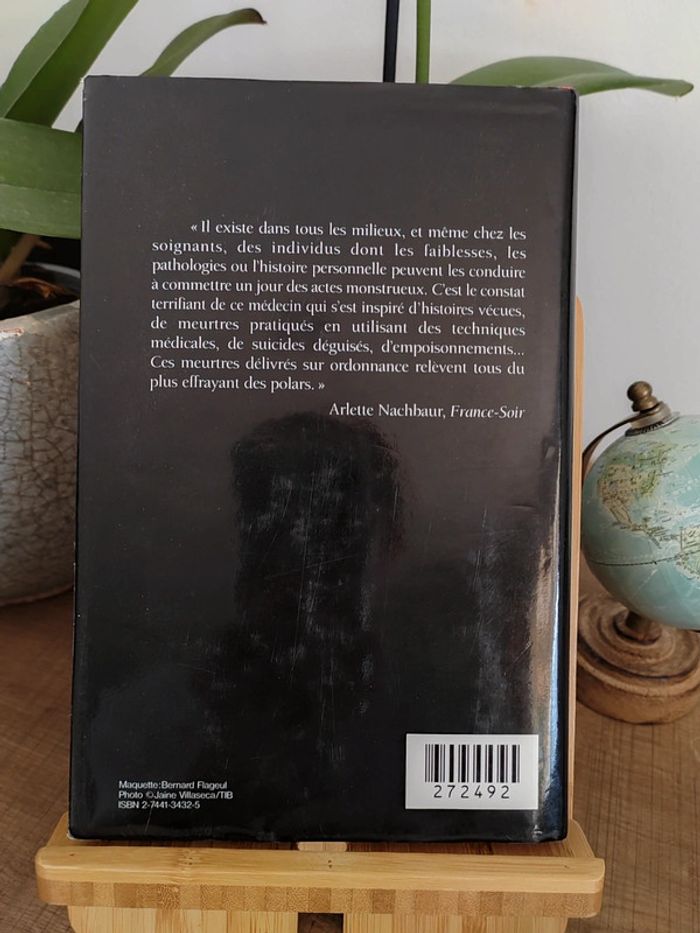 « Il existe dans tous les milieux, et même chez les
soignants, des individus dont les faiblesses, les
pathologies ou l'histoire personnelle peuvent les conduire
à commettre un jour des actes monstrueux. C'est le constat
terrifiant de ce médecin qui s'est inspiré d'histoires vécues,
de meurtres pratiqués en utilisant des techniques
médicales, de suicides déguisés, d'empoisonnements...
Ces meurtres délivrés sur ordonnance relèvent tous du
plus effrayant des polars. »
Arlette Nachbaur, France-Soir
Maquette: Bernard Flageul
Photo © Jaine Villaseca/TIB
ISBN 2-7441-3432-5
272492